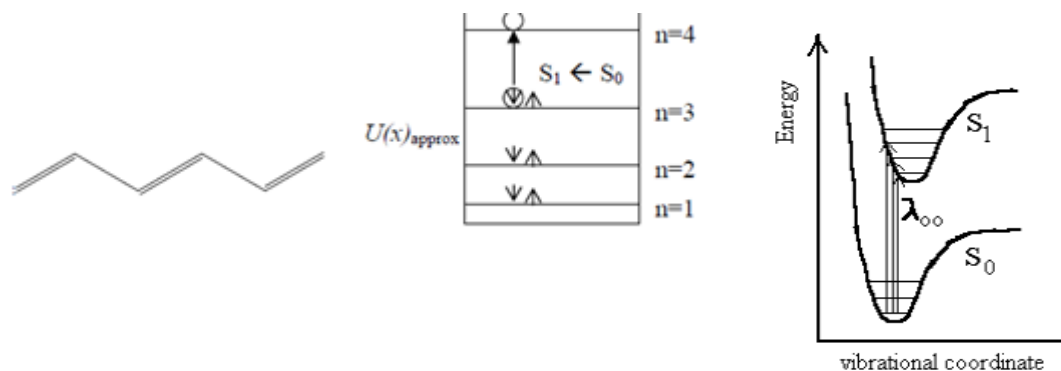 n=4
S₁ ← S₀
n=3
U(x)approx
n=2
n=1
Energy
S₁
λ₀₀
S₀
vibrational coordinate